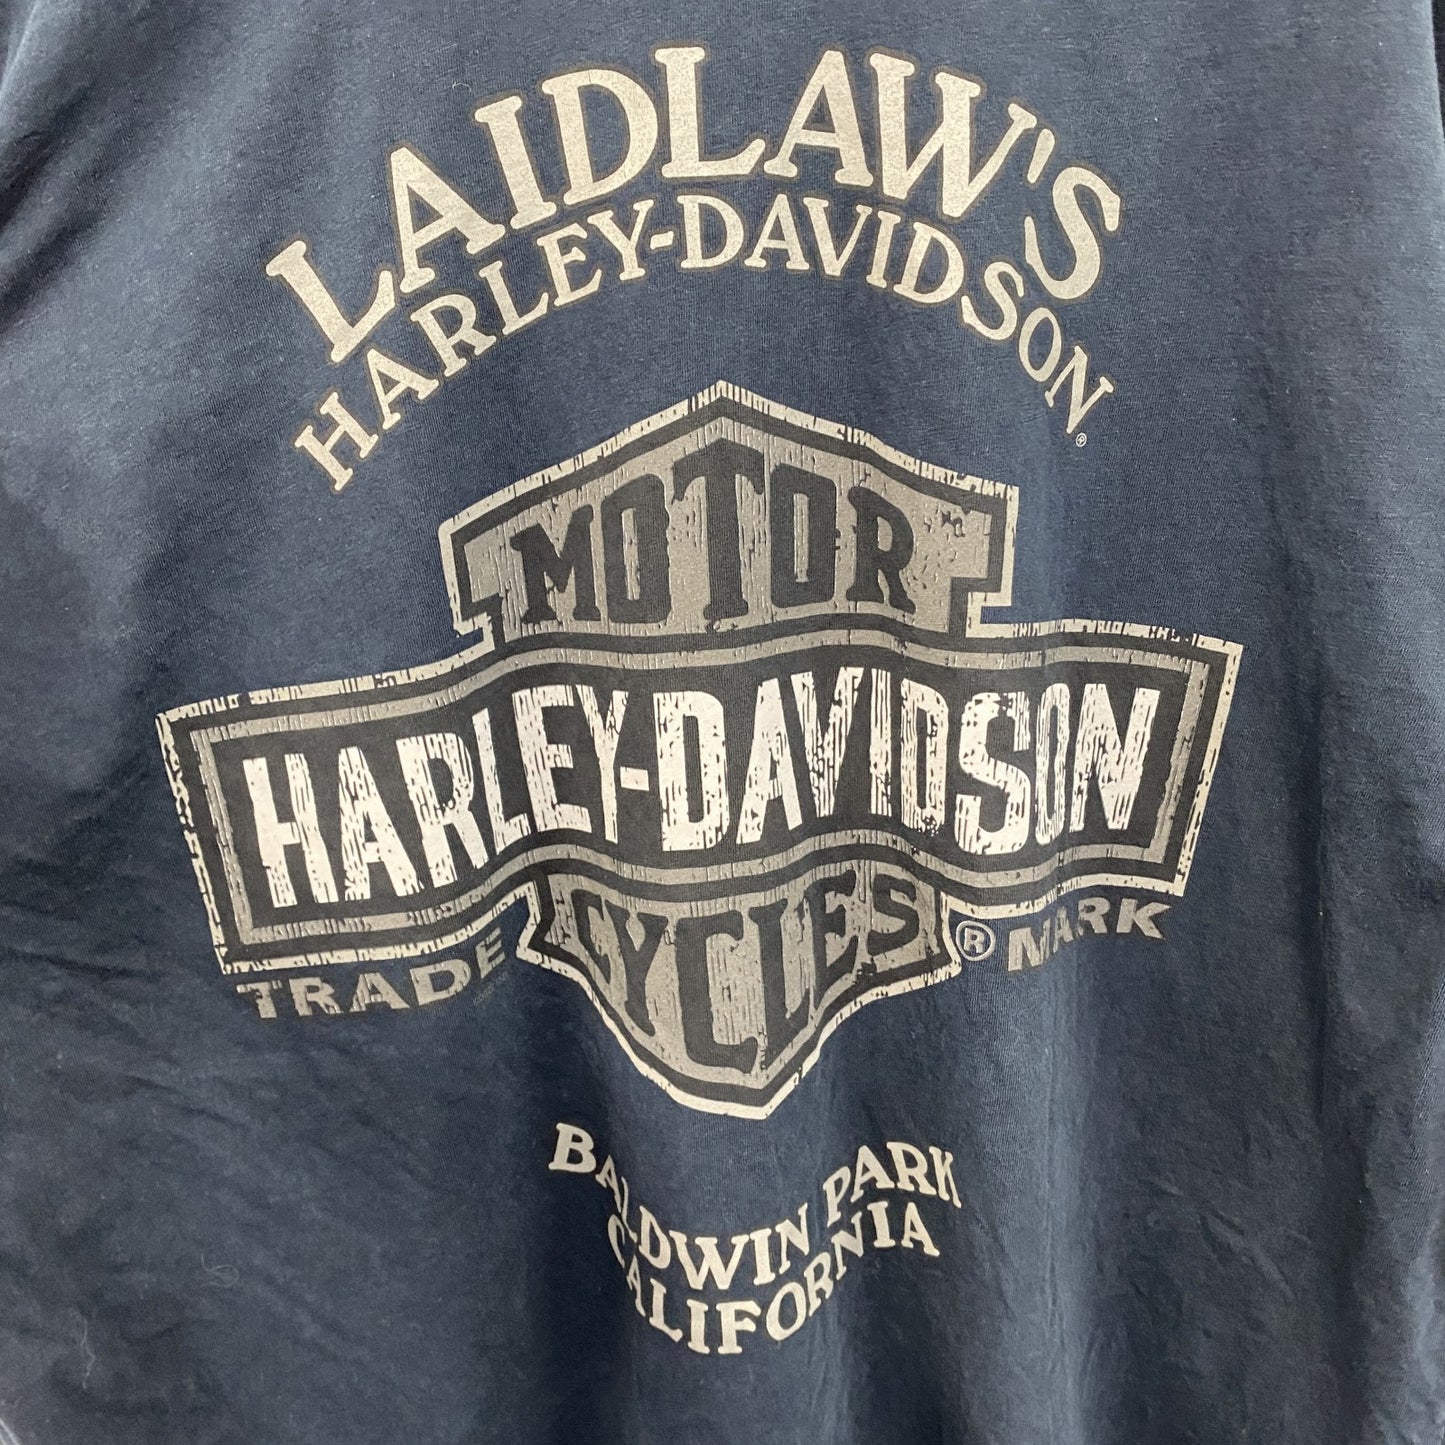 LAIDLAW'S
HARLEY-DAVIDSON®
MOTOR
HARLEY-DAVIDSON
CYCLES
TRADE ® MARK
BALDWIN PARK
CALIFORNIA